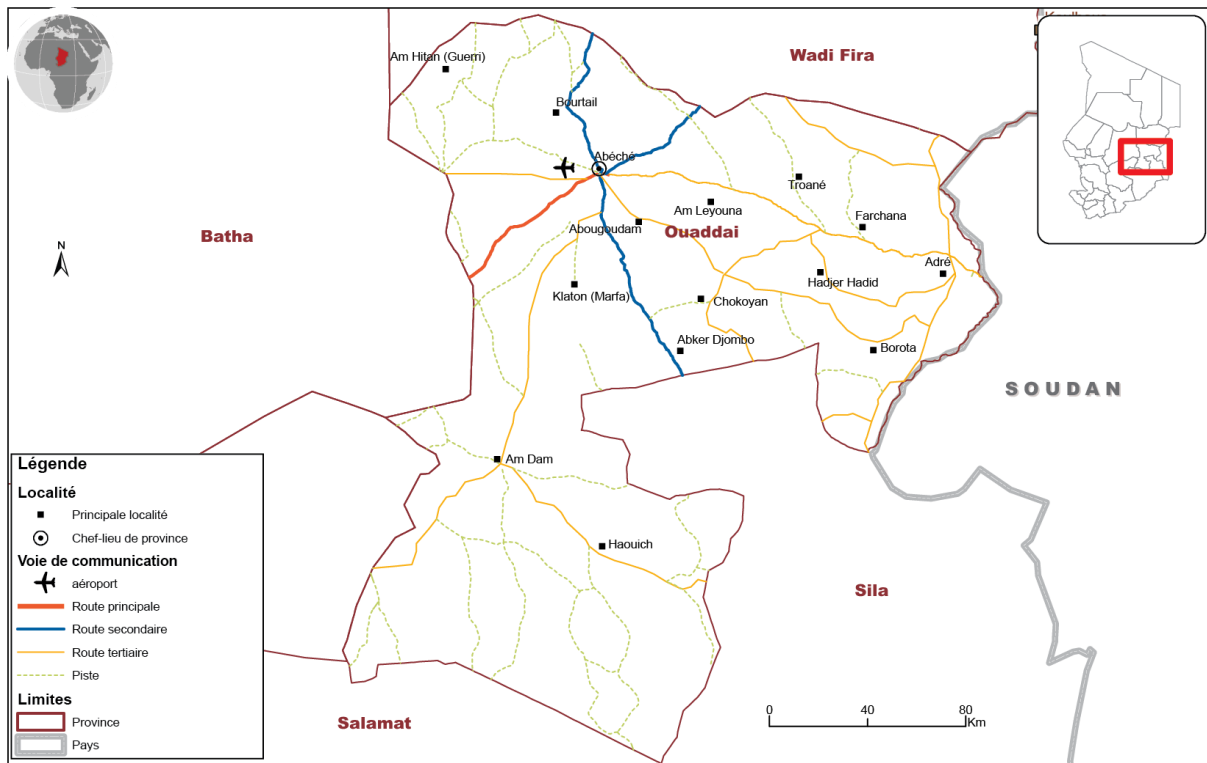 Wadi Fira
Am Hitan (Guerri)
Bourtail
Abéché
Troané
Am Leyouna
Farchana
Batha
Abougoudam
Ouaddai
N
Adré
Hadjer Hadid
Klaton (Marfa)
Chokoyan
Abker Djombo
Borota
SOUDAN
Am Dam
Haouich
Sila
Salamat
Légende
Localité
Principale localité
Chef-lieu de province
Voie de communication
aéroport
Route principale
Route secondaire
Route tertiaire
Piste
Limites
Province
Pays
0 40 80
Km